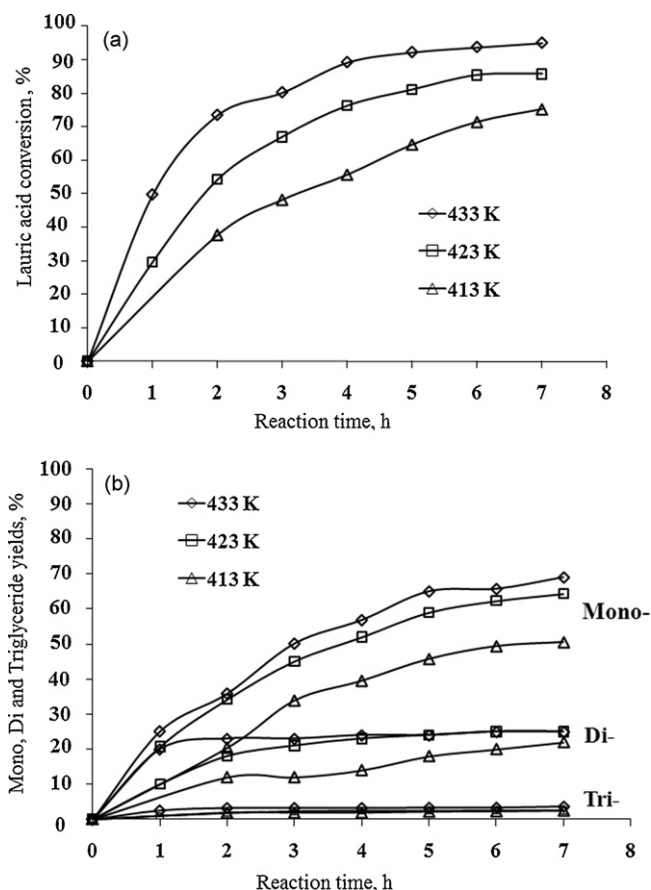 (a)
Lauric acid conversion, %
100
90
80
70
60
50
40
30
20
10
0
433 K
423 K
413 K
0 1 2 3 4 5 6 7 8
Reaction time, h
(b)
Mono, Di and Triglyceride yields, %
100
90
80
70
60
50
40
30
20
10
0
433 K
423 K
413 K
Mono-
Di-
Tri-
0 1 2 3 4 5 6 7 8
Reaction time, h